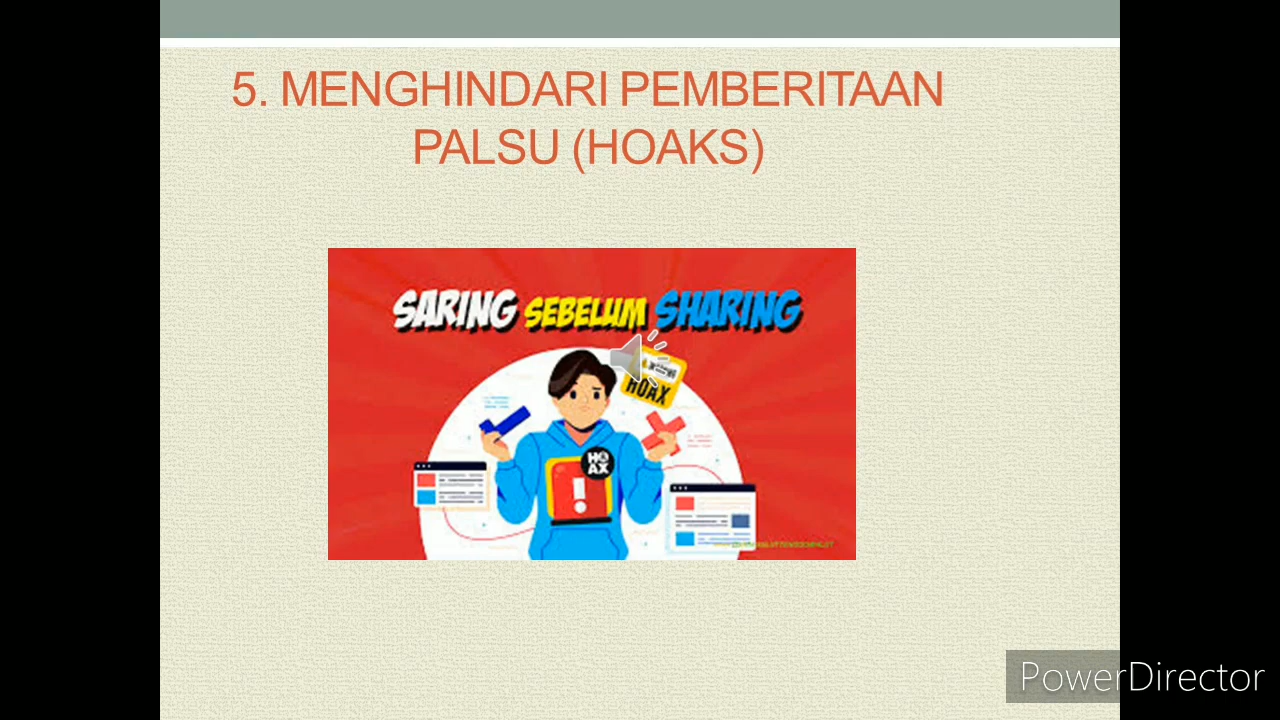 5. MENGHINDARI PEMBERITAAN
PALSU (HOAKS)
SARING SEBELUM SHARING
HOAX
HOAX
PowerDirector